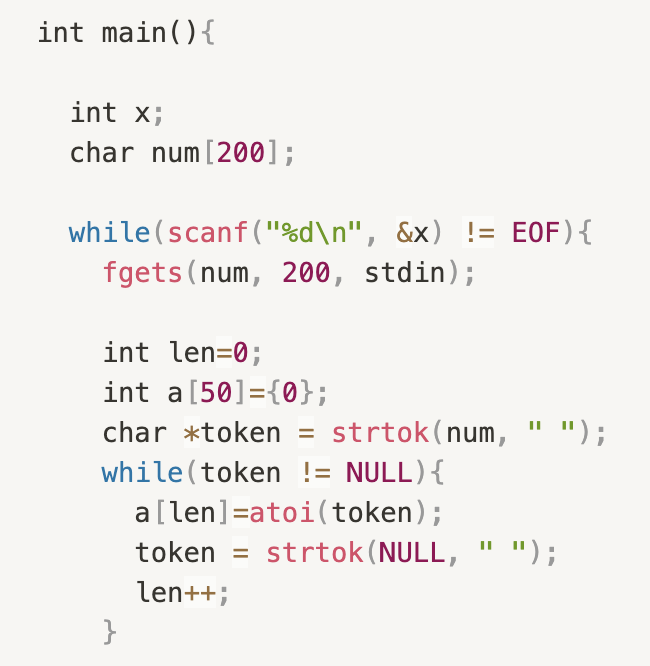 int main(){
int x;
char num[200];
while(scanf("%d\n", &x) != EOF){
fgets(num, 200, stdin);
int len=0;
int a[50]={0};
char *token = strtok(num, " ");
while(token != NULL){
a[len]=atoi(token);
token = strtok(NULL, " ");
len++;
}